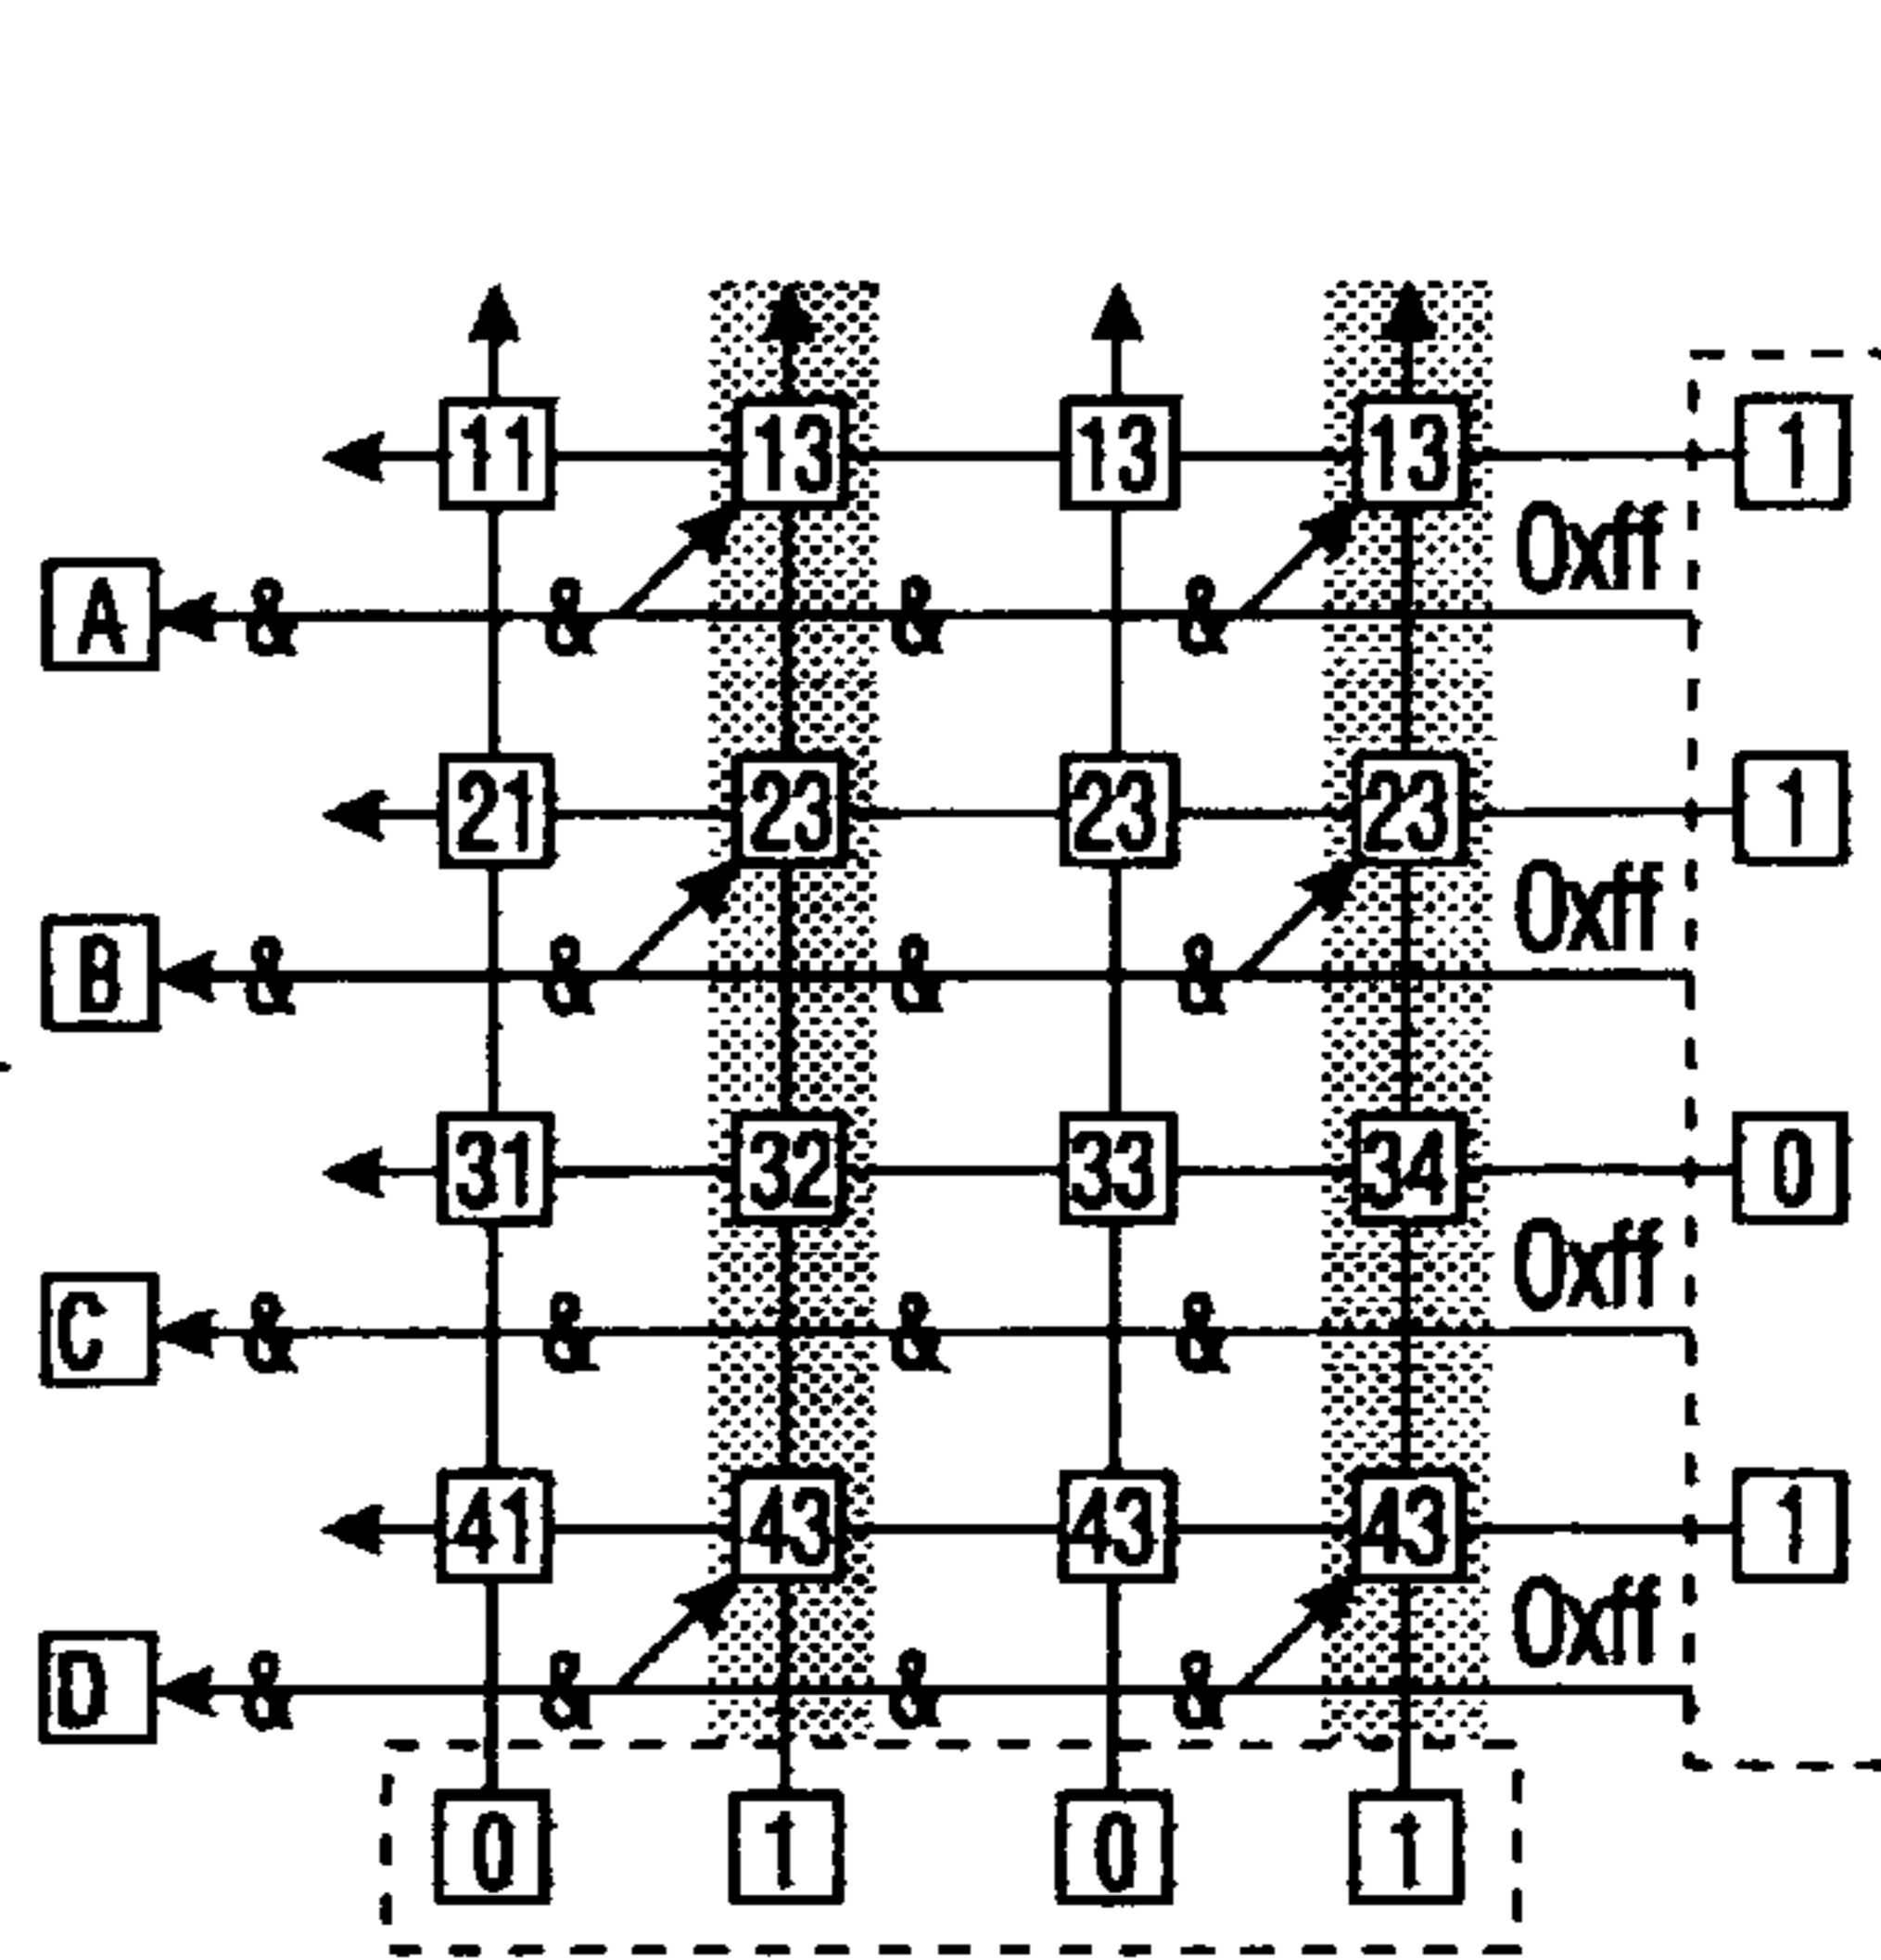 11 13 13 13 1
0xff
A & & & &
21 23 23 23 1
0xff
B & & & &
31 32 33 34 0
0xff
C & & & &
41 43 43 43 1
0xff
D & & & &
0 1 0 1